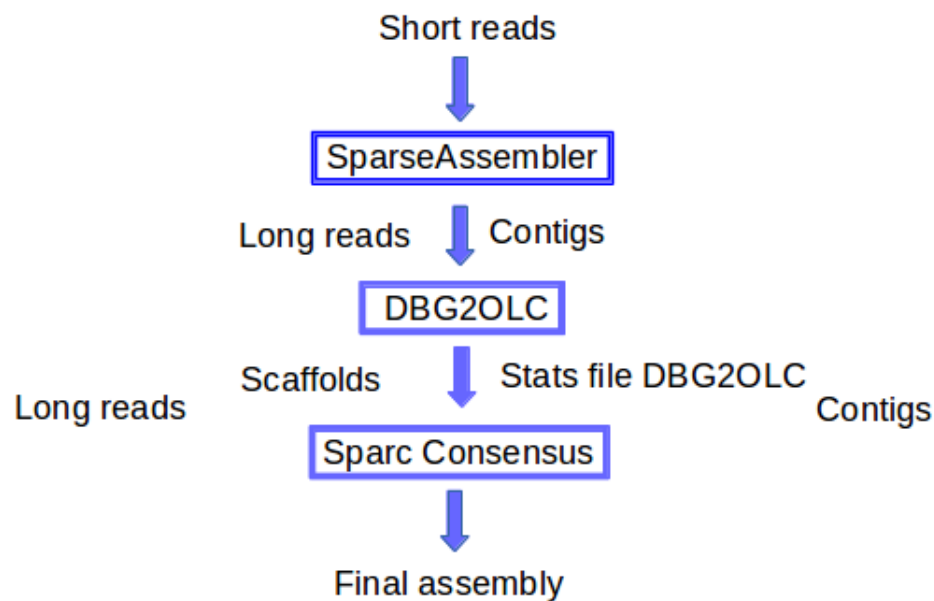 Short reads
SparseAssembler
Long reads
Contigs
DBG2OLC
Scaffolds
Stats file DBG2OLC
Long reads
Contigs
Sparc Consensus
Final assembly